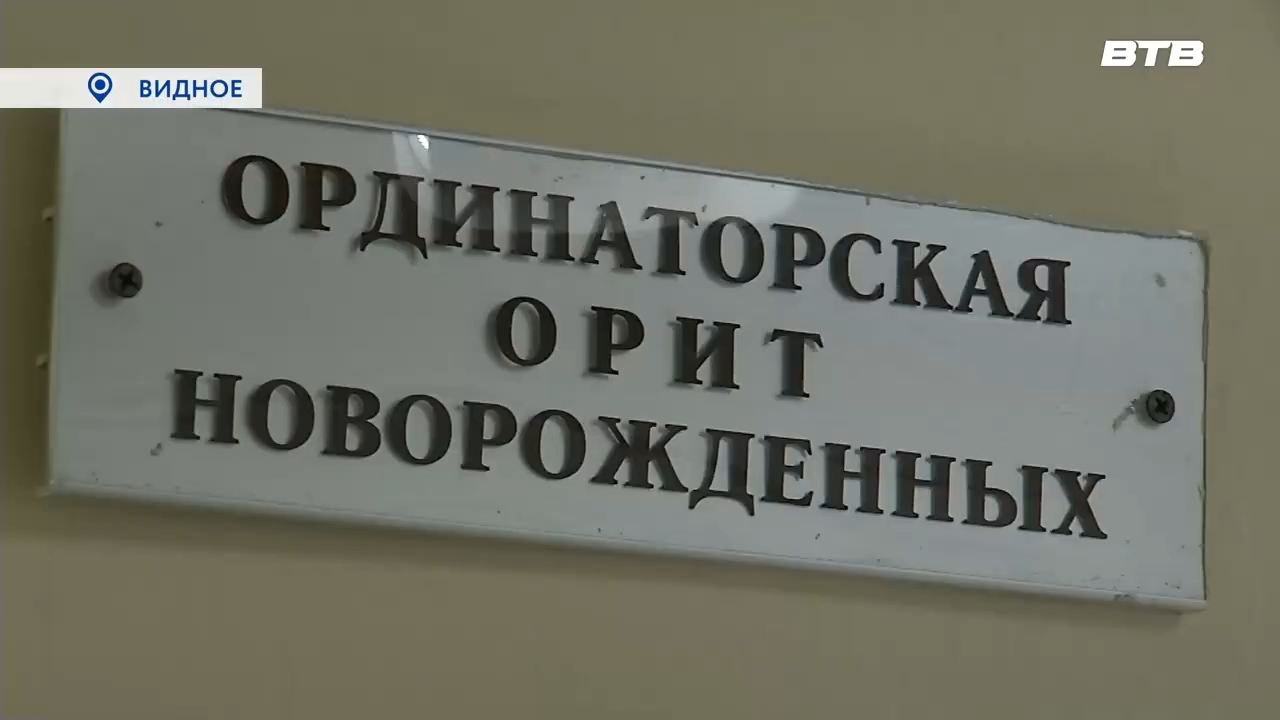 ВТВ
ВИДНОЕ
ОРДИНАТОРСКАЯ
ОРИТ
НОВОРОЖДЕННЫХ